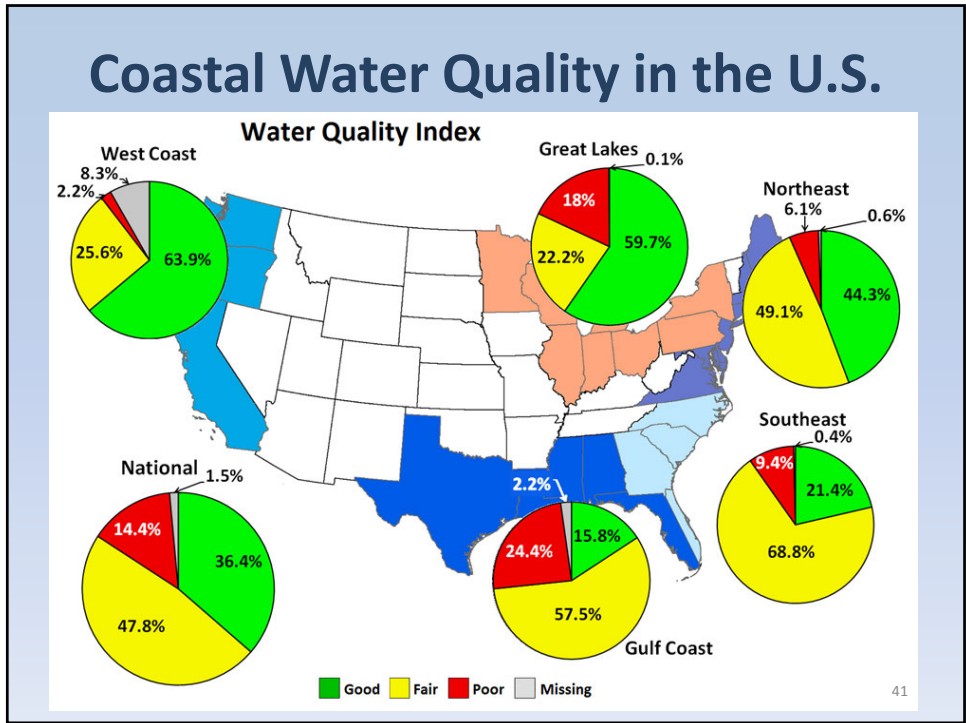 Coastal Water Quality in the U.S.
Water Quality Index
West Coast
8.3%
2.2%
25.6%
63.9%
Great Lakes
0.1%
18%
59.7%
22.2%
Northeast
6.1%
0.6%
44.3%
49.1%
Southeast
0.4%
9.4%
21.4%
68.8%
National
1.5%
14.4%
36.4%
47.8%
2.2%
15.8%
24.4%
57.5%
Gulf Coast
Good Fair Poor Missing
41